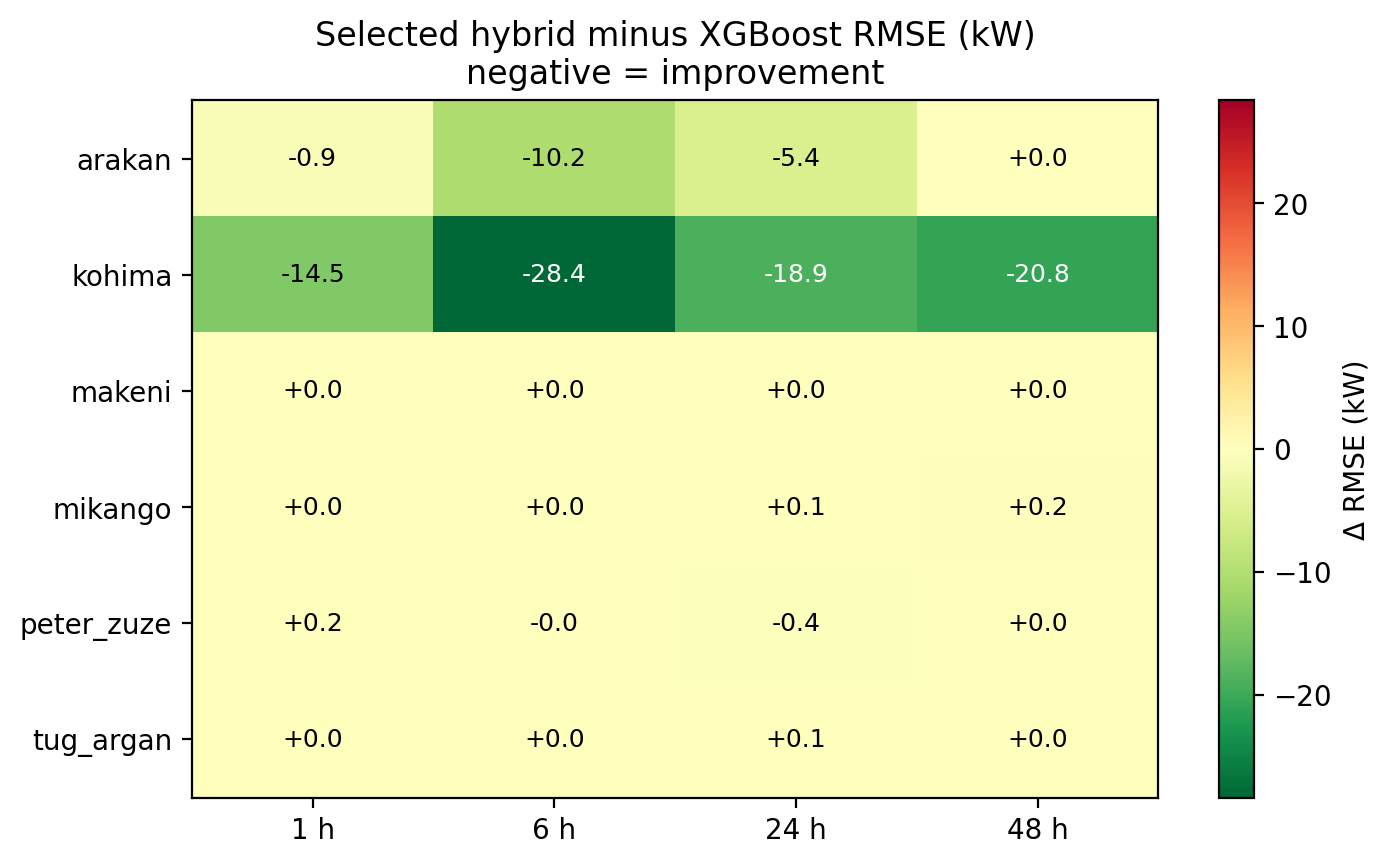 Selected hybrid minus XGBoost RMSE (kW)
negative = improvement
arakan -0.9 -10.2 -5.4 +0.0
kohima -14.5 -28.4 -18.9 -20.8
makeni +0.0 +0.0 +0.0 +0.0
mikango +0.0 +0.0 +0.1 +0.2
peter_zuze +0.2 -0.0 -0.4 +0.0
tug_argan +0.0 +0.0 +0.1 +0.0
1 h 6 h 24 h 48 h
20
10
0
−10
−20
Δ RMSE (kW)